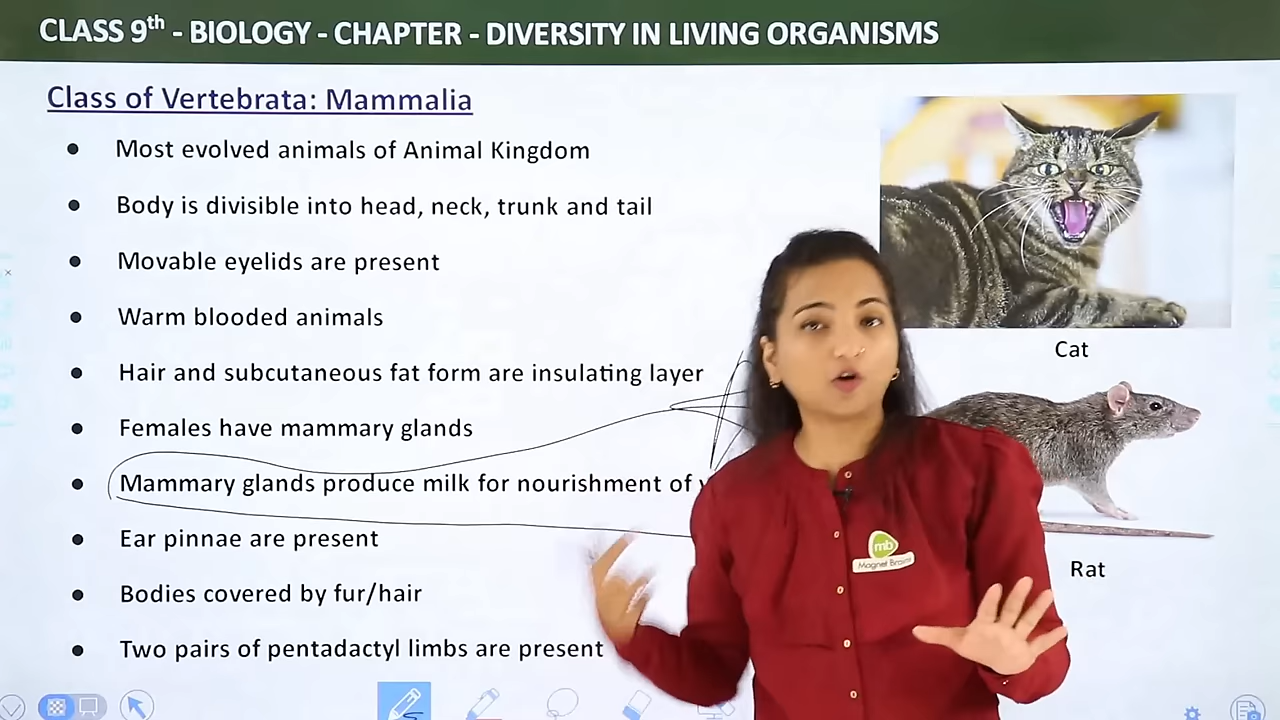 CLASS 9th - BIOLOGY - CHAPTER - DIVERSITY IN LIVING ORGANISMS
Class of Vertebrata: Mammalia
• Most evolved animals of Animal Kingdom
• Body is divisible into head, neck, trunk and tail
• Movable eyelids are present
• Warm blooded animals
• Hair and subcutaneous fat form are insulating layer
• Females have mammary glands
• Mammary glands produce milk for nourishment of
• Ear pinnae are present
• Bodies covered by fur/hair
• Two pairs of pentadactyl limbs are present
Cat
Rat
mb
Magnet Brains